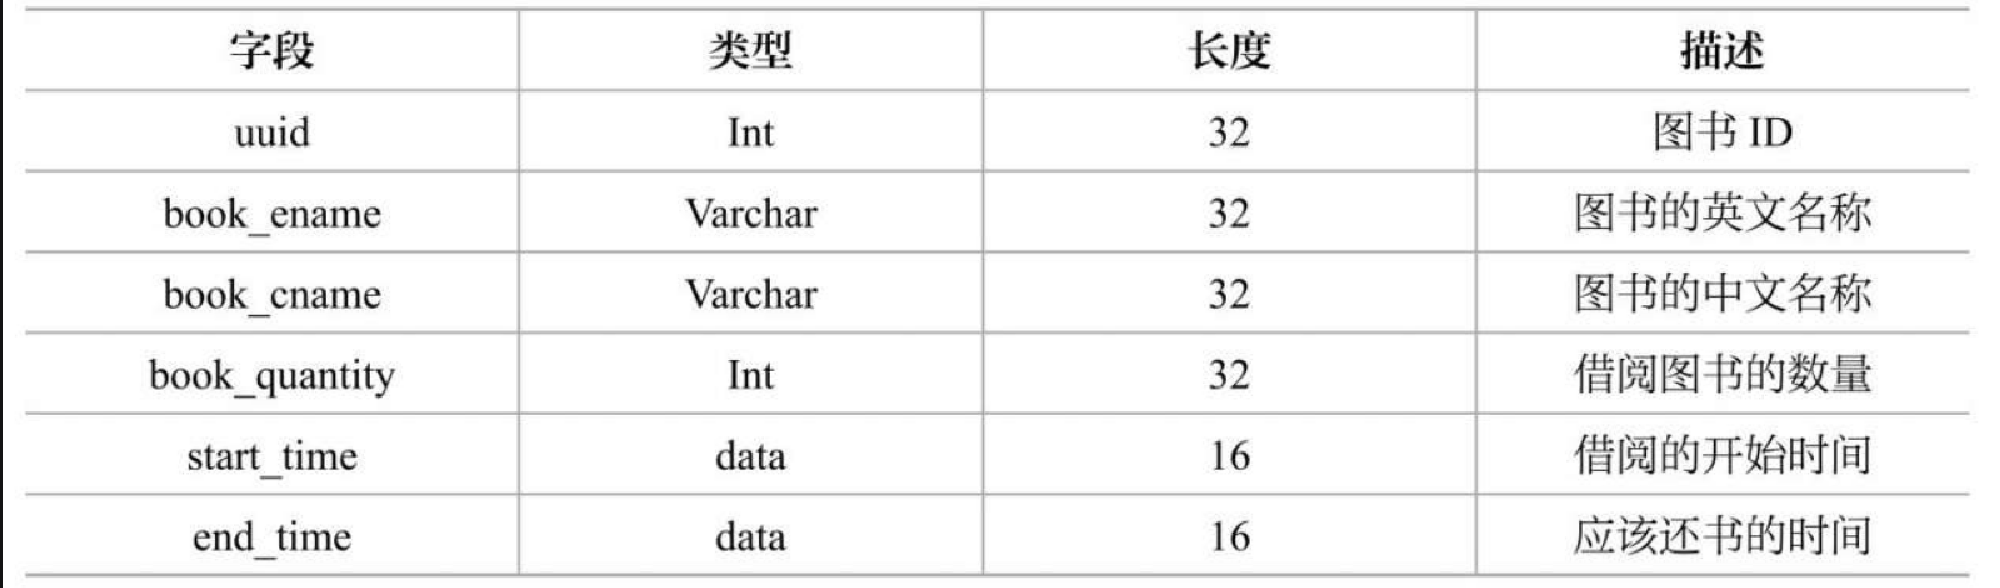 字段 类型 长度 描述
uuid Int 32 图书 ID
book_ename Varchar 32 图书的英文名称
book_cname Varchar 32 图书的中文名称
book_quantity Int 32 借阅图书的数量
start_time data 16 借阅的开始时间
end_time data 16 应该还书的时间